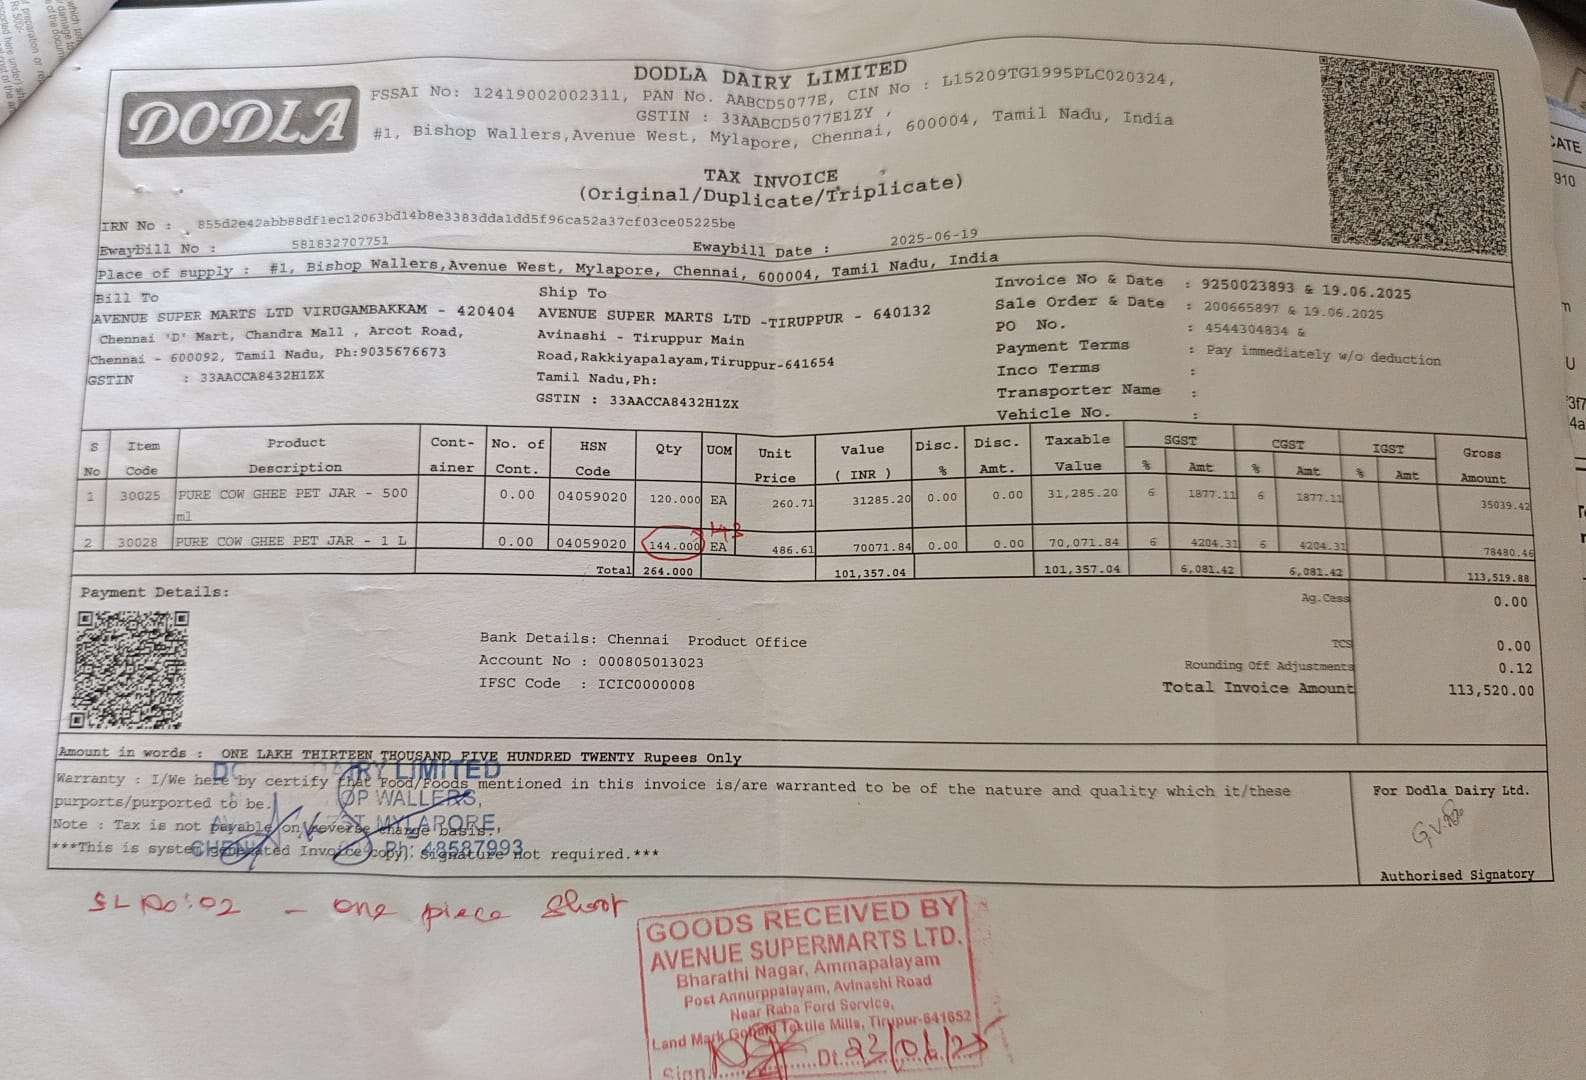 DODLA DAIRY LIMITED
DODLA
FSSAI No: 12419002002311, PAN No. AABCD5077E, CIN No : L15209TG1995PLC020324,
GSTIN : 33AABCD5077E1ZY ,
#1, Bishop Wallers,Avenue West, Mylapore, Chennai, 600004, Tamil Nadu, India
TAX INVOICE
(Original/Duplicate/Triplicate)
IRN No : 855d2e42abb88df1ec12063bd14b8e3383dda1dd5f96ca52a37cf03ce05225be
Ewaybill No : 581832707751 Ewaybill Date : 2025-06-19
Place of supply : #1, Bishop Wallers,Avenue West, Mylapore, Chennai, 600004, Tamil Nadu, India
Bill To
AVENUE SUPER MARTS LTD VIRUGAMBAKKAM - 420404
Chennai 'D' Mart, Chandra Mall , Arcot Road,
Chennai - 600092, Tamil Nadu, Ph:9035676673
GSTIN : 33AACCA8432H1ZX
Ship To
AVENUE SUPER MARTS LTD -TIRUPPUR - 640132
Avinashi - Tiruppur Main
Road,Rakkiyapalayam,Tiruppur-641654
Tamil Nadu,Ph:
GSTIN : 33AACCA8432H1ZX
Invoice No & Date : 9250023893 & 19.06.2025
Sale Order & Date : 200665897 & 19.06.2025
PO No. : 4544304834 &
Payment Terms : Pay immediately w/o deduction
Inco Terms :
Transporter Name :
Vehicle No. :
S No Item Code Product Description Cont-ainer No. of Cont. HSN Code Qty UOM Unit Price Value ( INR ) Disc. % Disc. Amt. Taxable Value SGST % Amt CGST % Amt IGST % Amt Gross Amount
1 30025 PURE COW GHEE PET JAR - 500 ml 0.00 04059020 120.000 EA 260.71 31285.20 0.00 0.00 31,285.20 6 1877.11 6 1877.11 35039.42
143
2 30028 PURE COW GHEE PET JAR - 1 L 0.00 04059020 144.000 EA 486.61 70071.84 0.00 0.00 70,071.84 6 4204.31 6 4204.31 78480.46
Total 264.000 101,357.04 101,357.04 6,081.42 6,081.42 113,519.88
Payment Details:
Ag.Cess 0.00
TCS 0.00
Rounding Off Adjustments 0.12
Total Invoice Amount 113,520.00
Bank Details: Chennai Product Office
Account No : 000805013023
IFSC Code : ICIC0000008
Amount in words : ONE LAKH THIRTEEN THOUSAND FIVE HUNDRED TWENTY Rupees Only
Warranty : I/We here by certify that Food/Foods mentioned in this invoice is/are warranted to be of the nature and quality which it/these
purports/purported to be.
Note : Tax is not payable on reverse charge basis.
***This is system generated Invoice copy. Signature not required.***
DAIRY LIMITED
OP WALLERS,
MYLAPORE,
Ph: 48587993
For Dodla Dairy Ltd.
Authorised Signatory
SL No:02 - one piece Short
GOODS RECEIVED BY
AVENUE SUPERMARTS LTD.
Bharathi Nagar, Ammapalayam
Post Annurppalayam, Avinashi Road
Near Raba Ford Service,
Land Mark Textile Mills, Tirupur-641652
Sign. Dt. 23/06/25
CATE
910